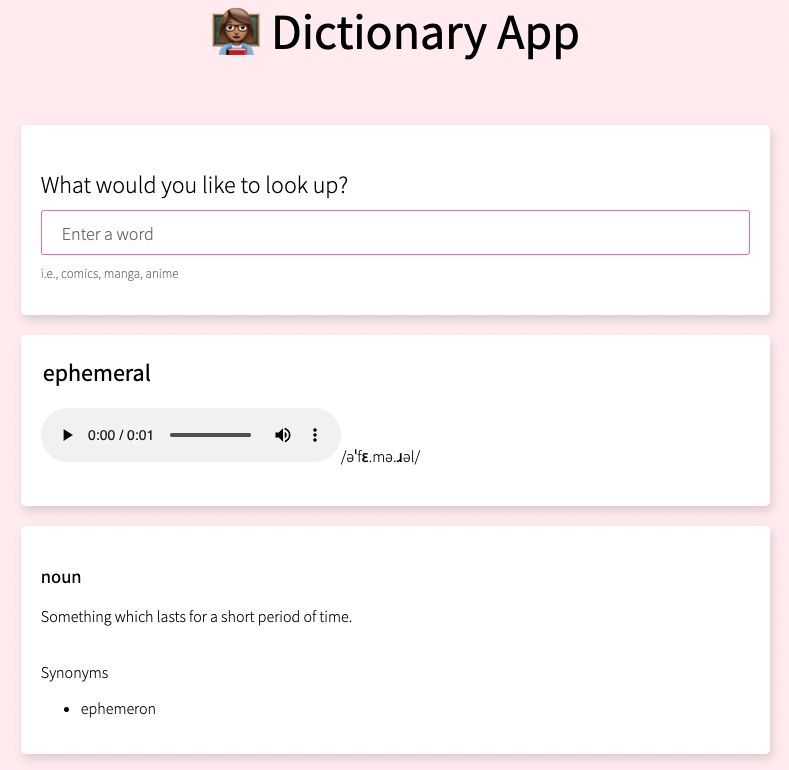 Dictionary App
What would you like to look up?
Enter a word
i.e., comics, manga, anime
ephemeral
0:00 / 0:01
/əˈfɛ.mə.ɹəl/
noun
Something which lasts for a short period of time.
Synonyms
ephemeron